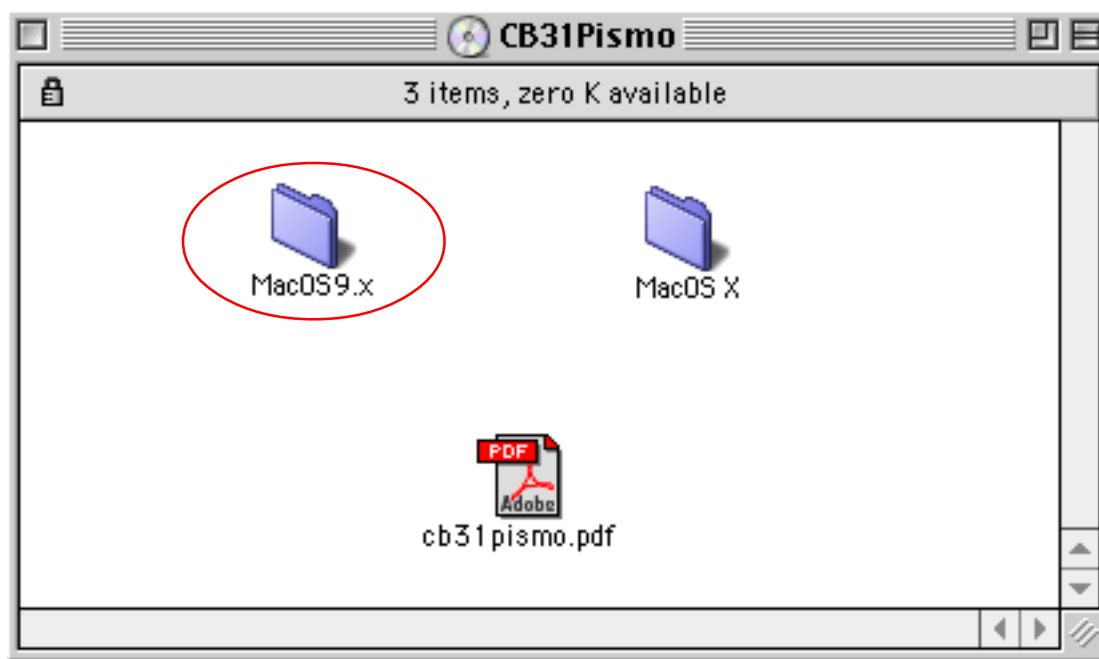 CB31Pismo
3 items, zero K available
MacOS9.x
MacOS X
PDF
Adobe
cb31pismo.pdf